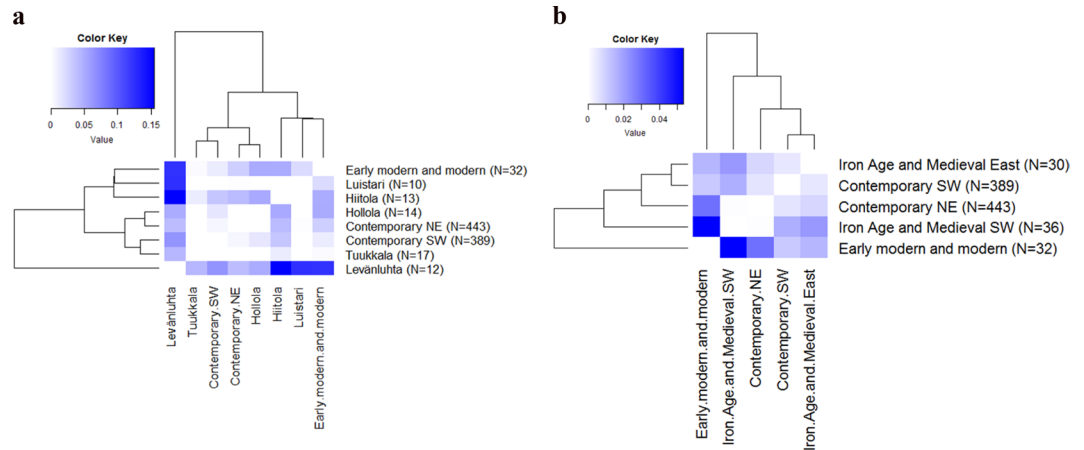 a
Color Key
0 0.05 0.1 0.15
Value
Early modern and modern (N=32)
Luistari (N=10)
Hiitola (N=13)
Hollola (N=14)
Contemporary NE (N=443)
Contemporary SW (N=389)
Tuukkala (N=17)
Levänluhta (N=12)
Levänluhta
Tuukkala
Contemporary.SW
Contemporary.NE
Hollola
Hiitola
Luistari
Early.modern.and.modern
b
Color Key
0 0.02 0.04
Value
Iron Age and Medieval East (N=30)
Contemporary SW (N=389)
Contemporary NE (N=443)
Iron Age and Medieval SW (N=36)
Early modern and modern (N=32)
Early.modern.and.modern
Iron.Age.and.Medieval.SW
Contemporary.NE
Contemporary.SW
Iron.Age.and.Medieval.East